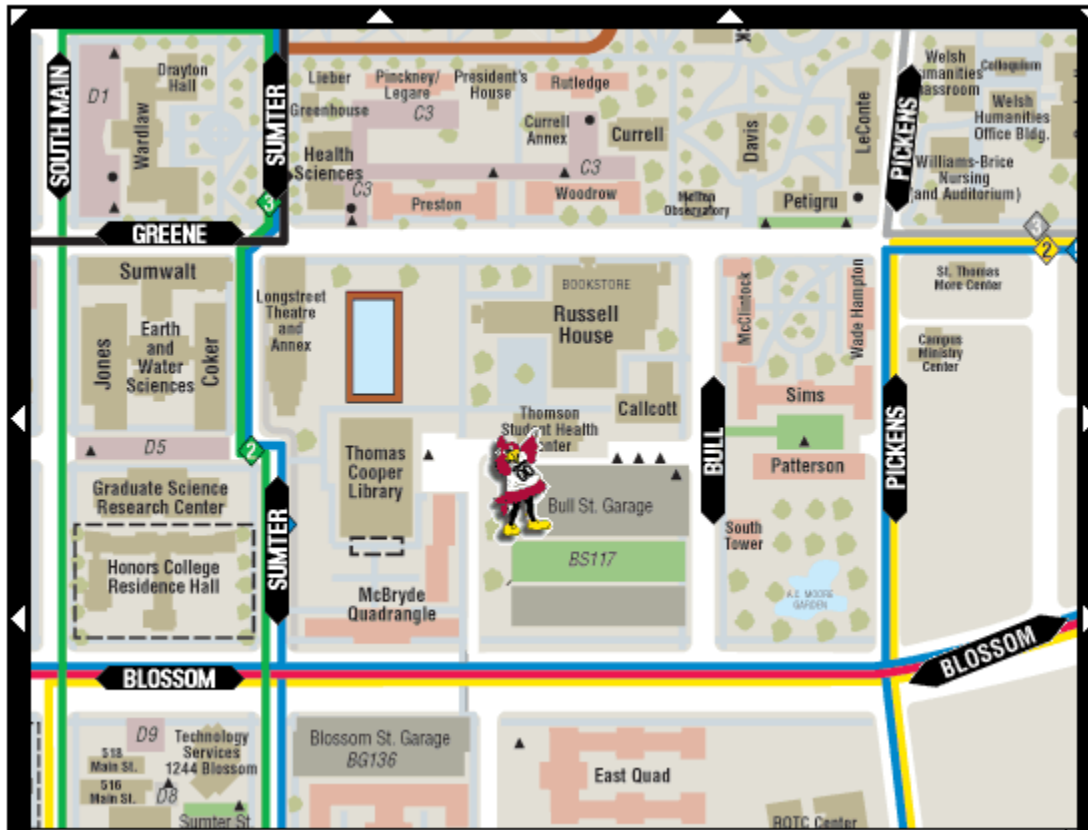 SOUTH MAIN
D1
Wardlaw
Drayton
Hall
SUMTER
3
Lieber
Greenhouse
Health
Sciences
C3
Pinckney/
Legare
C3
President's
House
Rutledge
Currell
Annex
Currell
C3
Preston
Woodrow
Melton
Observatory
Davis
Petigru
LeConte
PICKENS
Welsh
Humanities
Classroom
Colloquium
Welsh
Humanities
Office Bldg.
Williams-Brice
Nursing
(and Auditorium)
3
2
GREENE
Sumwalt
Jones
Earth
and
Water
Sciences
Coker
Longstreet
Theatre
and
Annex
BOOKSTORE
Russell
House
Callcott
McClintock
Wade Hampton
Sims
St. Thomas
More Center
Campus
Ministry
Center
D5
2
Thomas
Cooper
Library
Thomson
Student Health
Center
BULL
Patterson
PICKENS
Graduate Science
Research Center
SUMTER
Bull St. Garage
South
Tower
Honors College
Residence Hall
BS117
McBryde
Quadrangle
A.C. MOORE
GARDEN
BLOSSOM
BLOSSOM
D9
518
Main St.
516
Main St.
D8
Technology
Services
1244 Blossom
Sumter St.
Blossom St. Garage
BG136
East Quad
ROTC Center